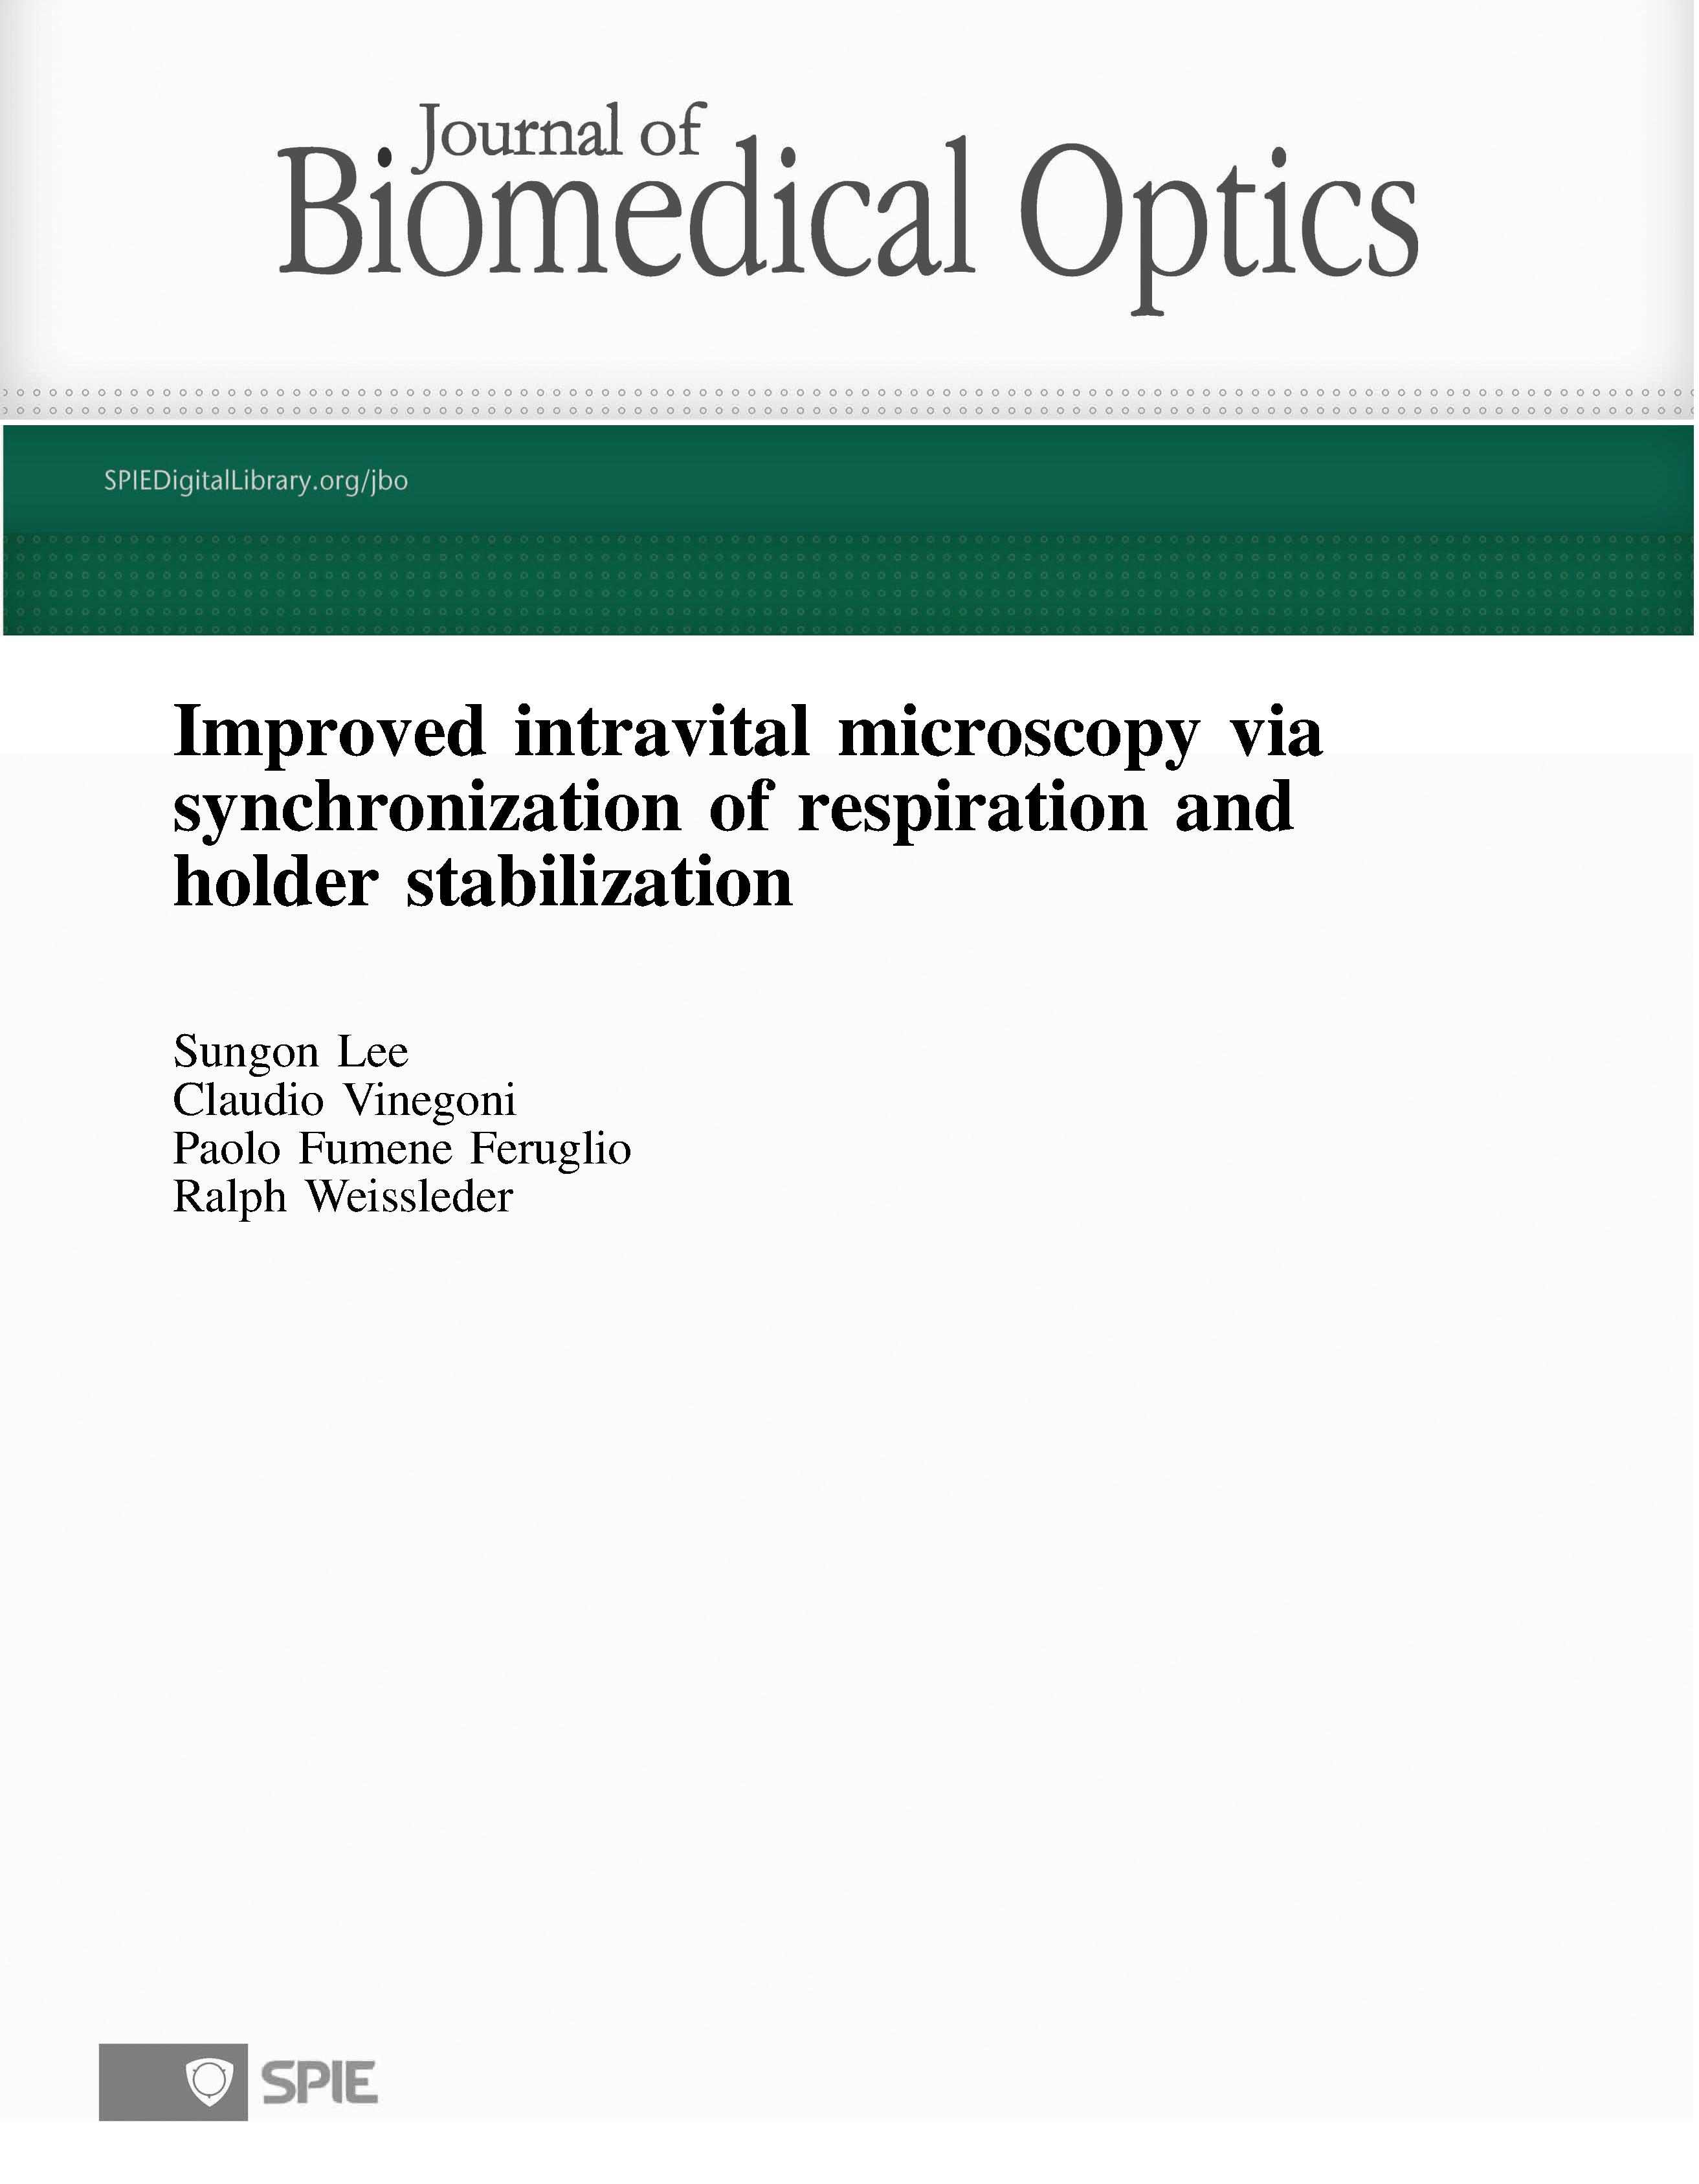 Journal of
Biomedical Optics
SPIEDigitalLibrary.org/jbo
Improved intravital microscopy via
synchronization of respiration and
holder stabilization
Sungon Lee
Claudio Vinegoni
Paolo Fumene Feruglio
Ralph Weissleder
SPIE